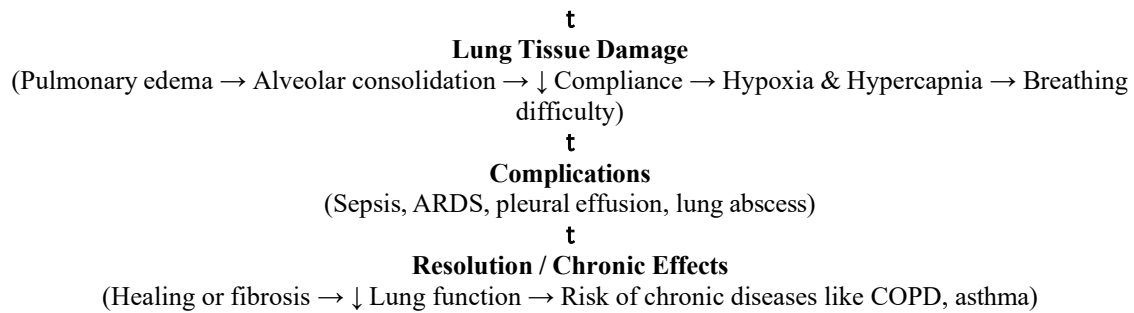 t
Lung Tissue Damage
(Pulmonary edema → Alveolar consolidation → ↓ Compliance → Hypoxia & Hypercapnia → Breathing
difficulty)
t
Complications
(Sepsis, ARDS, pleural effusion, lung abscess)
t
Resolution / Chronic Effects
(Healing or fibrosis → ↓ Lung function → Risk of chronic diseases like COPD, asthma)